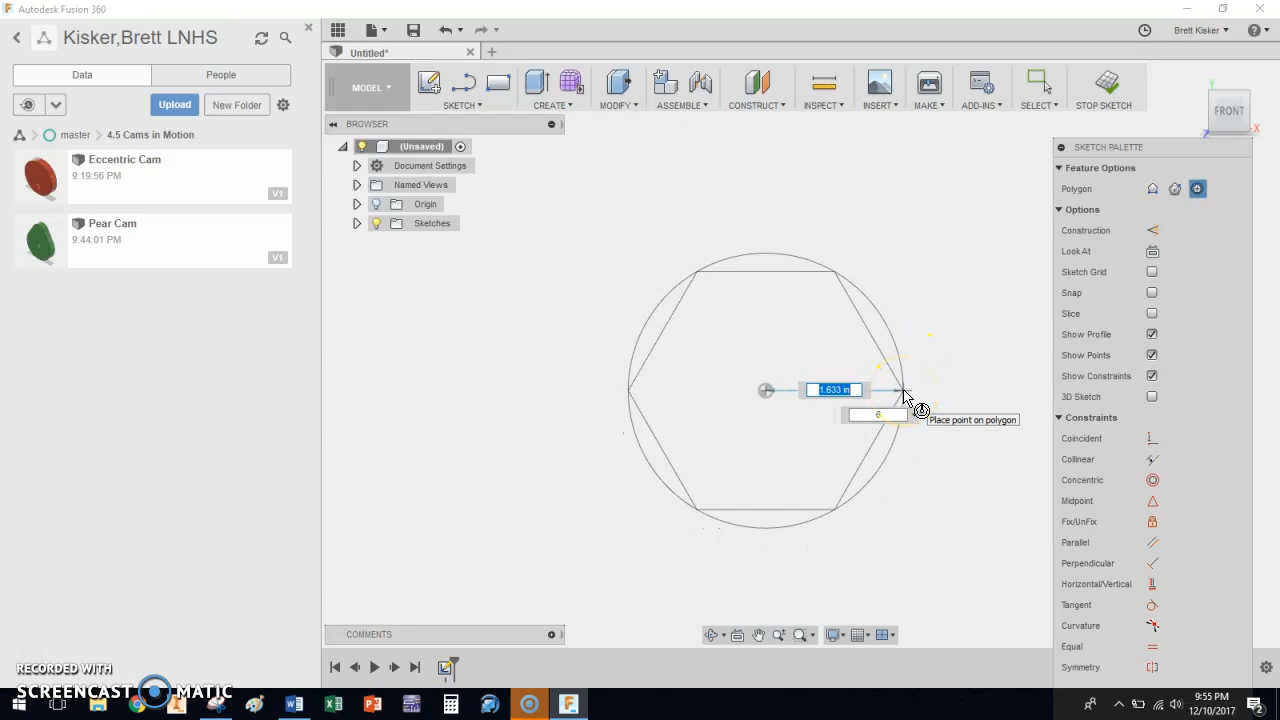 Autodesk Fusion 360
Kisker,Brett LNHS
Data
People
Upload
New Folder
master
4.5 Cams in Motion
Eccentric Cam
9:19:56 PM
V1
Pear Cam
9:44:01 PM
V1
Brett Kisker
Untitled*
MODEL
SKETCH
CREATE
MODIFY
ASSEMBLE
CONSTRUCT
INSPECT
INSERT
MAKE
ADD-INS
SELECT
STOP SKETCH
BROWSER
(Unsaved)
Document Settings
Named Views
Origin
Sketches
Y
FRONT
X
Z
1.633 in
6
Place point on polygon
SKETCH PALETTE
Feature Options
Polygon
Options
Construction
Look At
Sketch Grid
Snap
Slice
Show Profile
Show Points
Show Constraints
3D Sketch
Constraints
Coincident
Collinear
Concentric
Midpoint
Fix/UnFix
Parallel
Perpendicular
Horizontal/Vertical
Tangent
Curvature
Equal
Symmetry
COMMENTS
RECORDED WITH
SCREENCAST MATIC
9:55 PM
12/10/2017
2